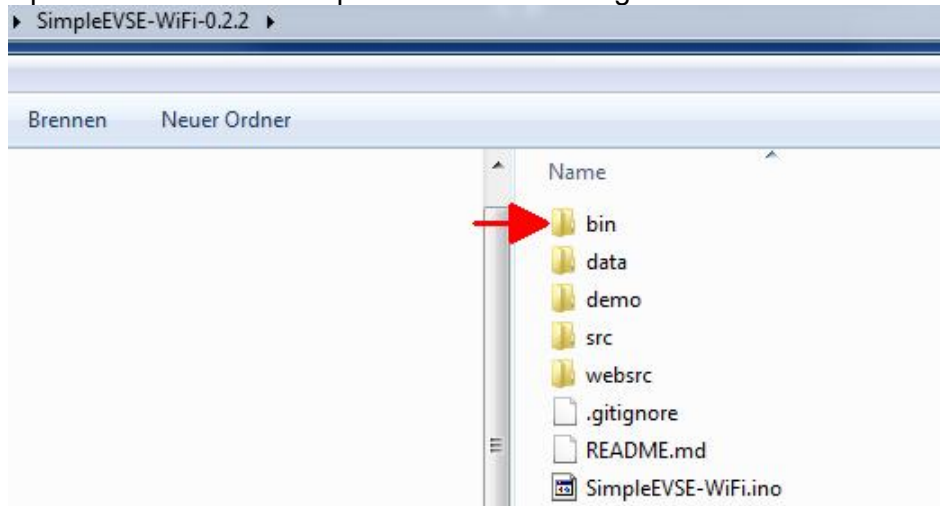 SimpleEVSE-WiFi-0.2.2
Brennen Neuer Ordner
Name
bin
data
demo
src
websrc
.gitignore
README.md
SimpleEVSE-WiFi.ino